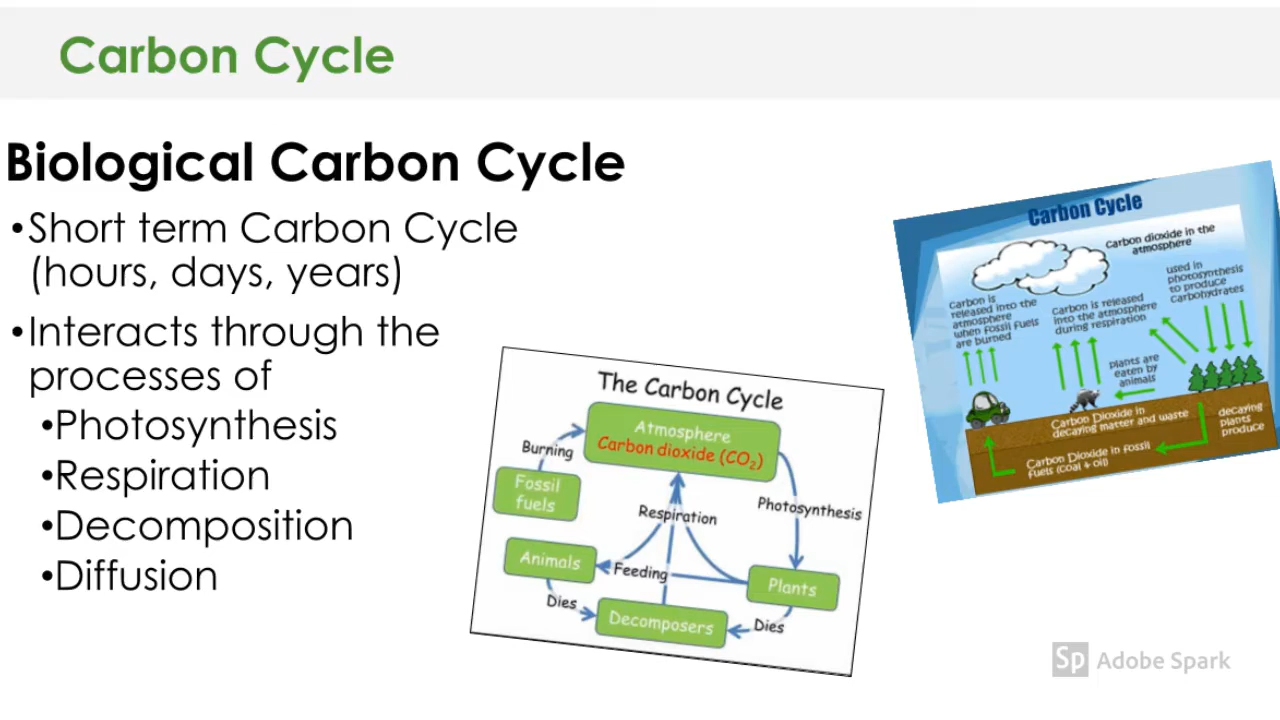 Carbon Cycle
Biological Carbon Cycle
•Short term Carbon Cycle
(hours, days, years)
•Interacts through the
processes of
•Photosynthesis
•Respiration
•Decomposition
•Diffusion
The Carbon Cycle
Atmosphere
Carbon dioxide (CO₂)
Burning
Fossil
fuels
Respiration
Photosynthesis
Animals
Feeding
Plants
Dies
Decomposers
Dies
Carbon Cycle
Carbon dioxide in the
atmosphere
Carbon is
released into the
atmosphere
when fossil fuels
are burned
Carbon is released
into the atmosphere
during respiration
used in
photosynthesis
to produce
carbohydrates
plants are
eaten by
animals
Carbon Dioxide in
decaying matter and waste
decaying
plants
produce
Carbon Dioxide in fossil
fuels (coal + oil)
Sp Adobe Spark